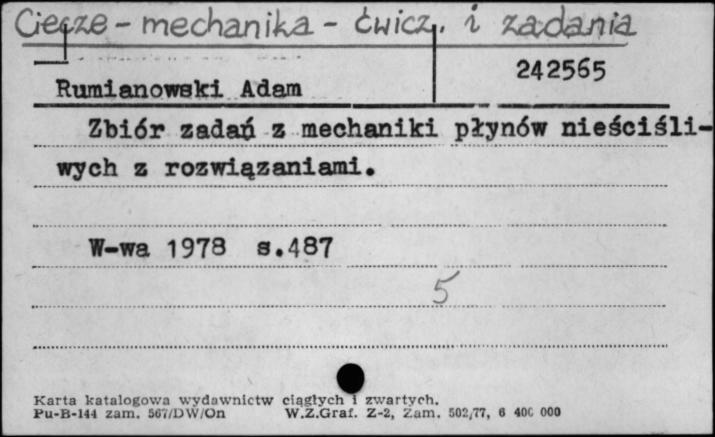 Ciecze - mechanika - ćwicz. i zadania
242565
Rumianowski Adam
Zbiór zadań z mechaniki płynów nieściśli-
wych z rozwiązaniami.
W-wa 1978 s.487
5
Karta katalogowa wydawnictw ciągłych i zwartych.
Pu-B-144 zam. 567/DW/On W.Z.Graf. Z-2, Zam. 502/77, 6 400 000